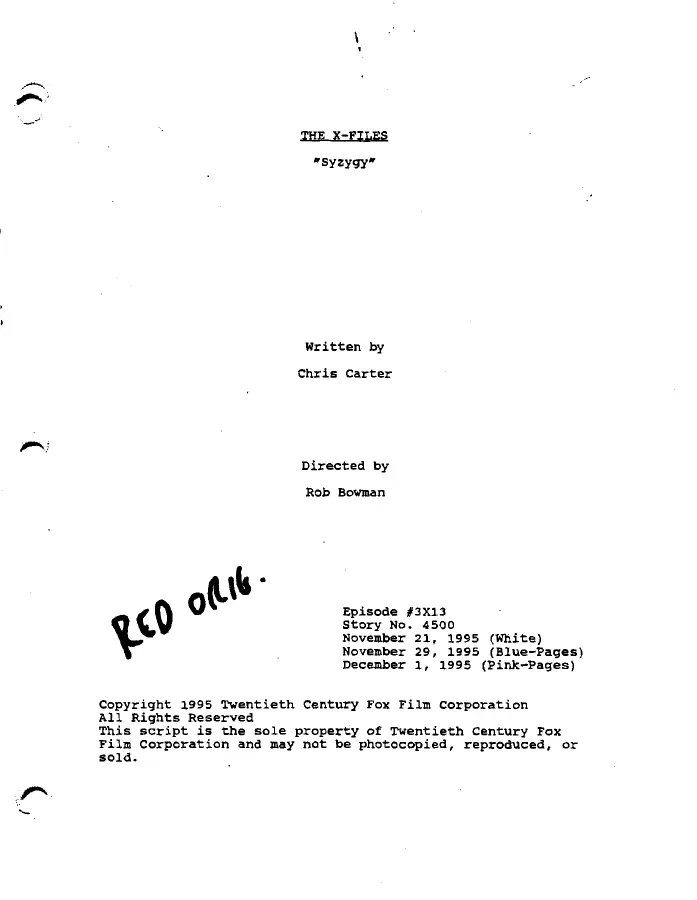 THE X-FILES
"Syzygy"
Written by
Chris Carter
Directed by
Rob Bowman
RED ORIG.
Episode #3X13
Story No. 4500
November 21, 1995 (White)
November 29, 1995 (Blue-Pages)
December 1, 1995 (Pink-Pages)
Copyright 1995 Twentieth Century Fox Film Corporation
All Rights Reserved
This script is the sole property of Twentieth Century Fox
Film Corporation and may not be photocopied, reproduced, or
sold.